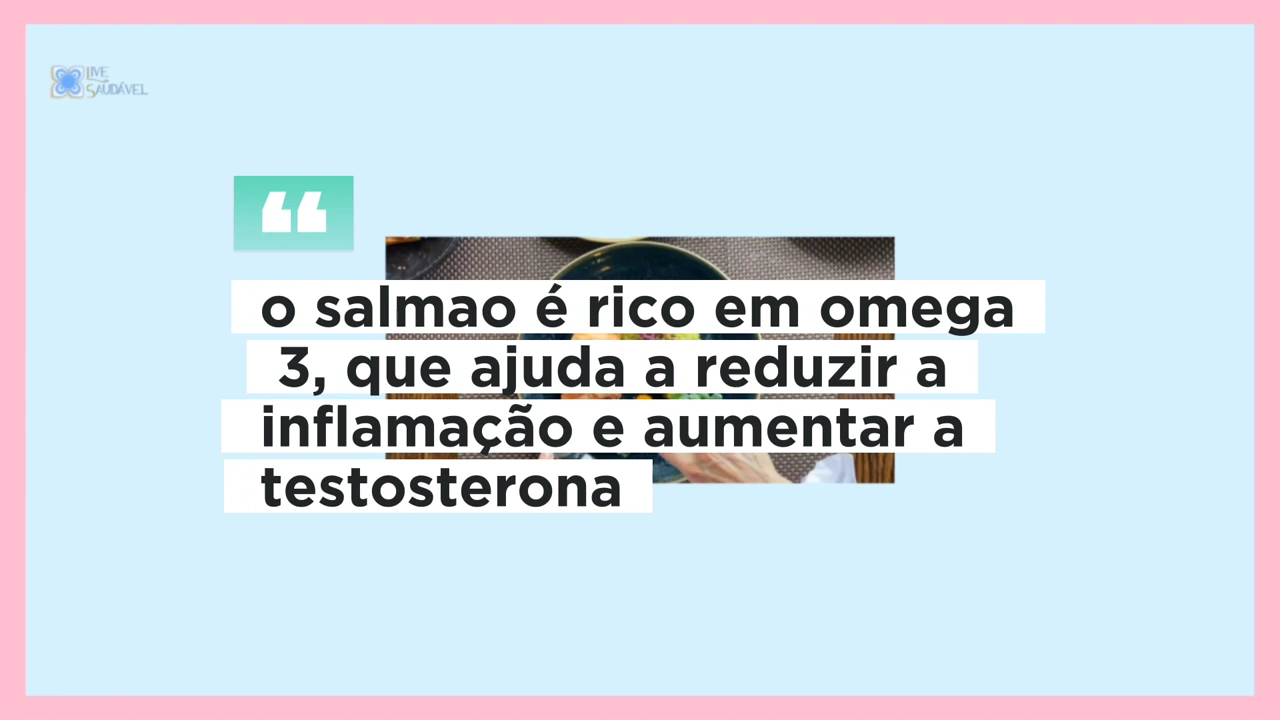 LIVE
SAUDÁVEL
“
o salmao é rico em omega
3, que ajuda a reduzir a
inflamação e aumentar a
testosterona